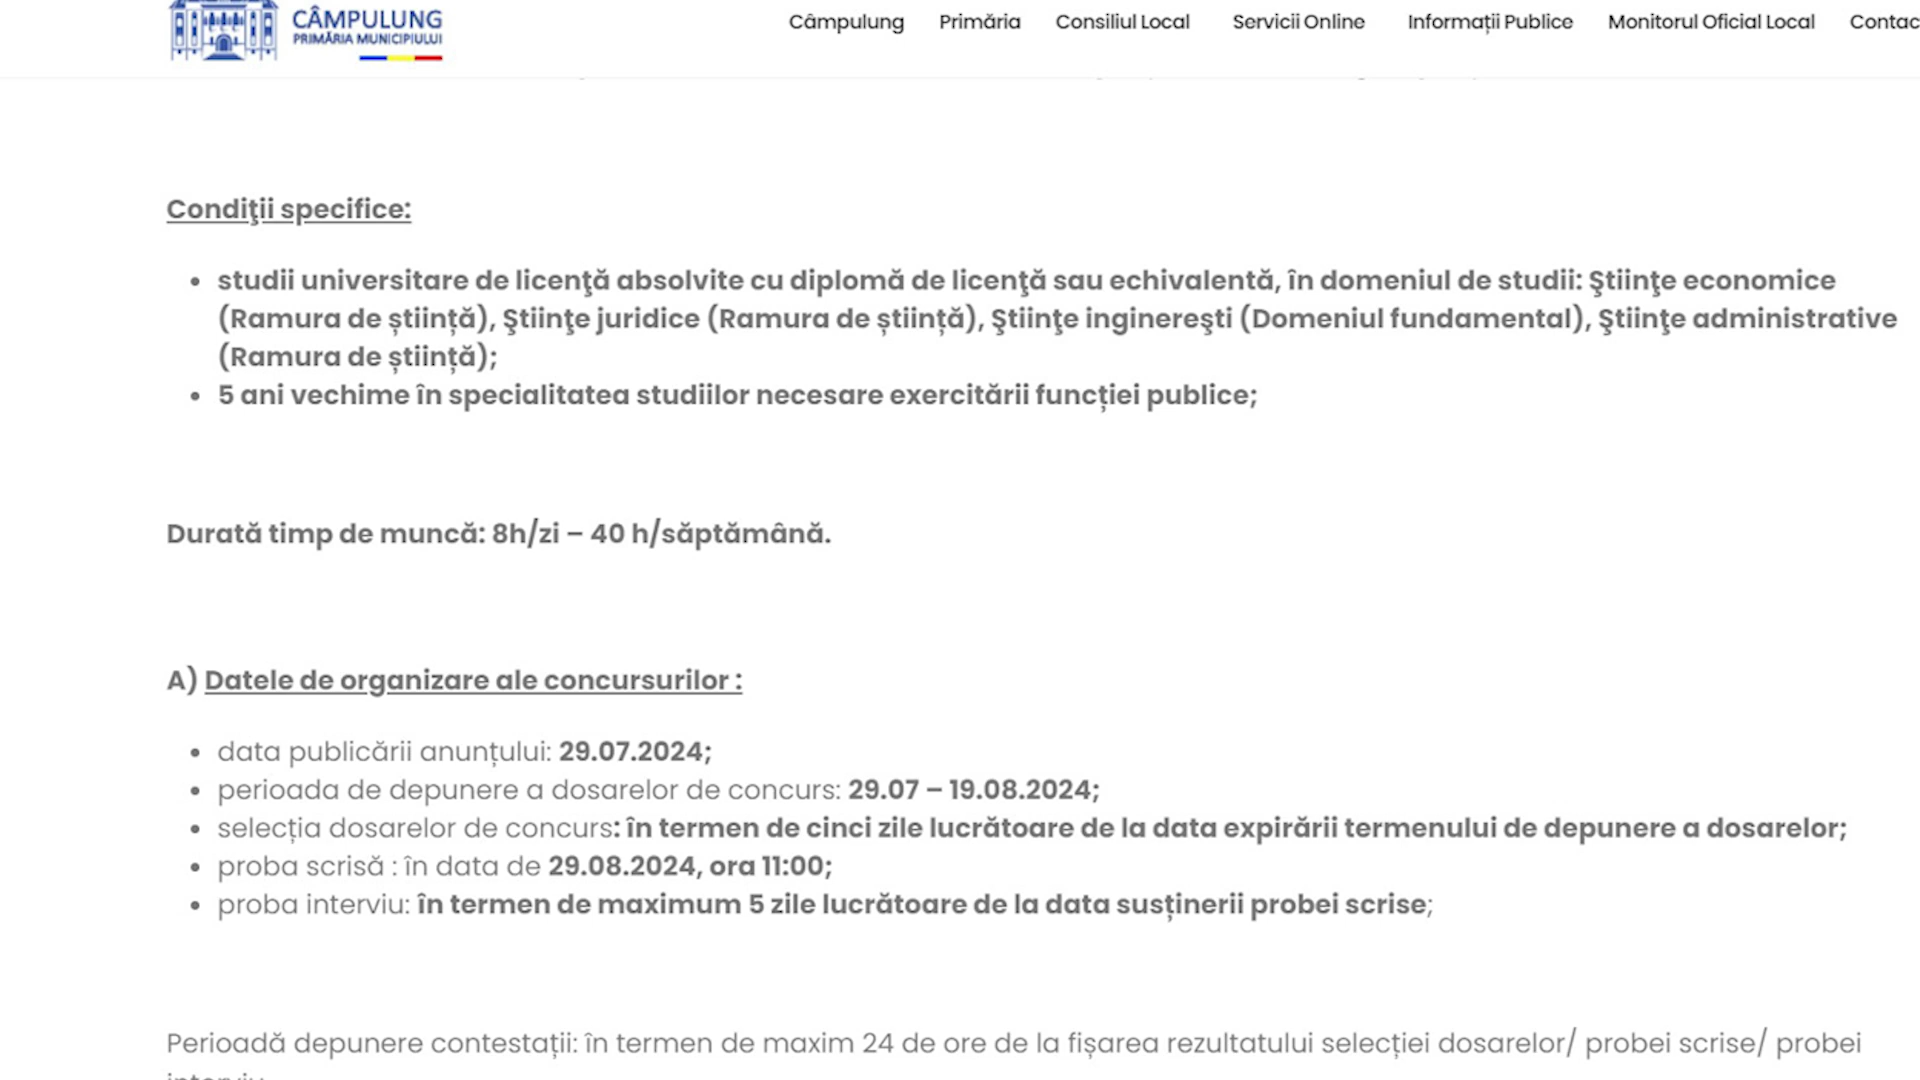 CÂMPULUNG
PRIMĂRIA MUNICIPIULUI
Câmpulung Primăria Consiliul Local Servicii Online Informații Publice Monitorul Oficial Local Contac
Condiţii specifice:
• studii universitare de licenţă absolvite cu diplomă de licenţă sau echivalentă, în domeniul de studii: Ştiinţe economice
(Ramura de știință), Ştiinţe juridice (Ramura de știință), Ştiinţe inginereşti (Domeniul fundamental), Ştiinţe administrative
(Ramura de știință);
• 5 ani vechime în specialitatea studiilor necesare exercitării funcției publice;
Durată timp de muncă: 8h/zi – 40 h/săptămână.
A) Datele de organizare ale concursurilor :
• data publicării anunțului: 29.07.2024;
• perioada de depunere a dosarelor de concurs: 29.07 – 19.08.2024;
• selecția dosarelor de concurs: în termen de cinci zile lucrătoare de la data expirării termenului de depunere a dosarelor;
• proba scrisă : în data de 29.08.2024, ora 11:00;
• proba interviu: în termen de maximum 5 zile lucrătoare de la data susținerii probei scrise;
Perioadă depunere contestații: în termen de maxim 24 de ore de la fișarea rezultatului selecției dosarelor/ probei scrise/ probei